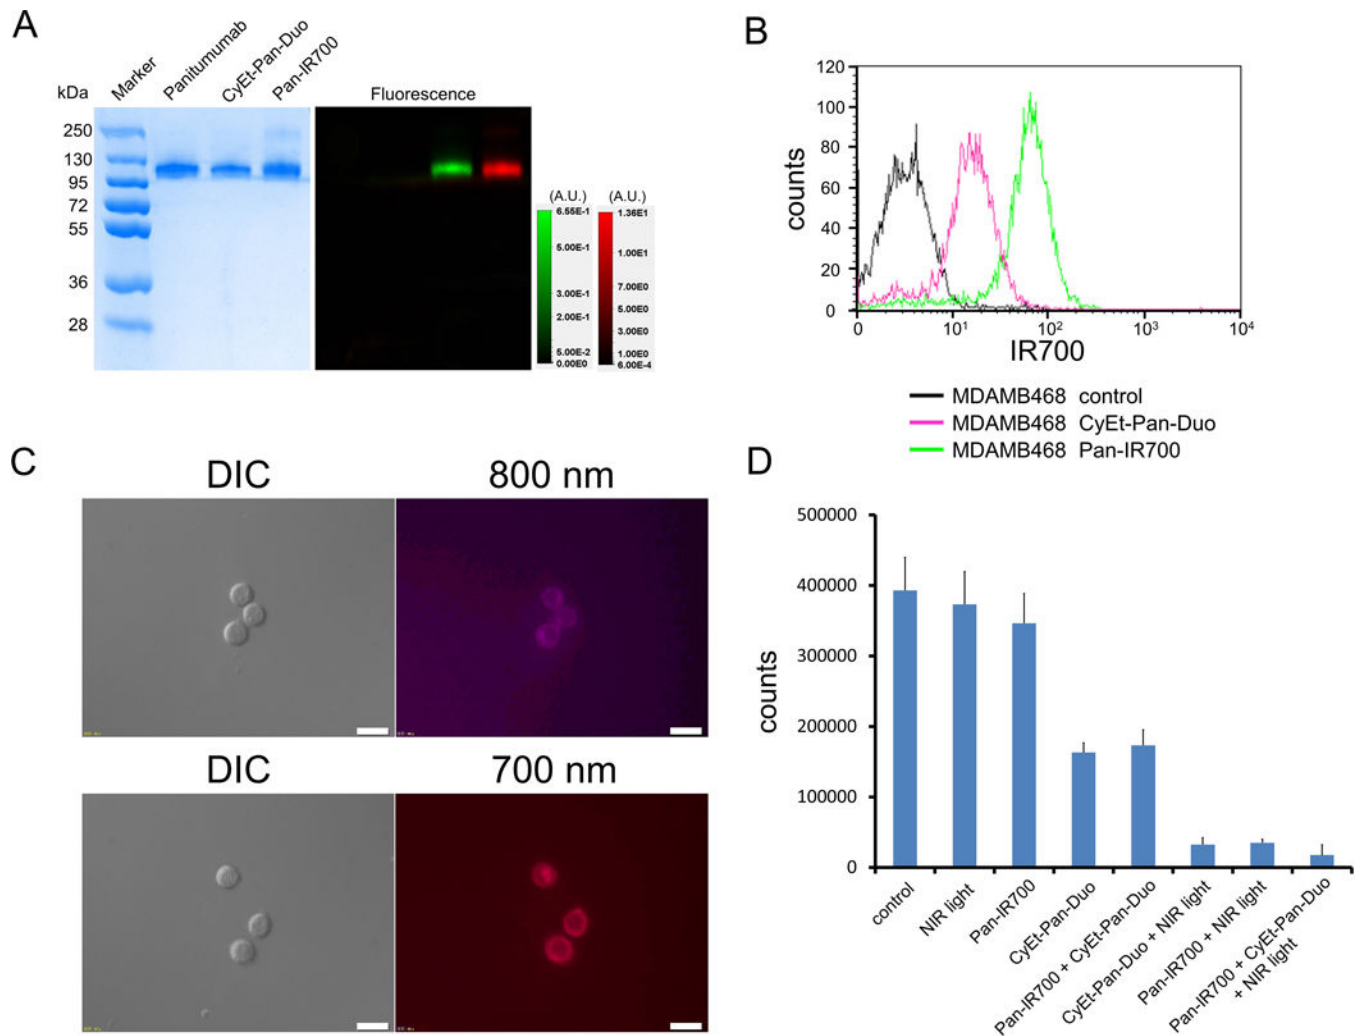 A
Marker
Panitumumab
CyEt-Pan-Duo
Pan-IR700
kDa
250
130
95
72
55
36
28
Fluorescence
(A.U.)
6.55E-1
5.00E-1
3.00E-1
2.00E-1
5.00E-2
0.00E0
(A.U.)
1.36E1
1.00E1
7.00E0
5.00E0
3.00E0
1.00E0
6.00E-4
B
120
100
80
60
40
20
0
counts
0
10¹
10²
10³
10⁴
IR700
MDAMB468 control
MDAMB468 CyEt-Pan-Duo
MDAMB468 Pan-IR700
C
DIC
800 nm
DIC
700 nm
D
500000
400000
300000
200000
100000
0
counts
control
NIR light
Pan-IR700
CyEt-Pan-Duo
Pan-IR700 + CyEt-Pan-Duo
CyEt-Pan-Duo + NIR light
Pan-IR700 + NIR light
Pan-IR700 + CyEt-Pan-Duo
+ NIR light